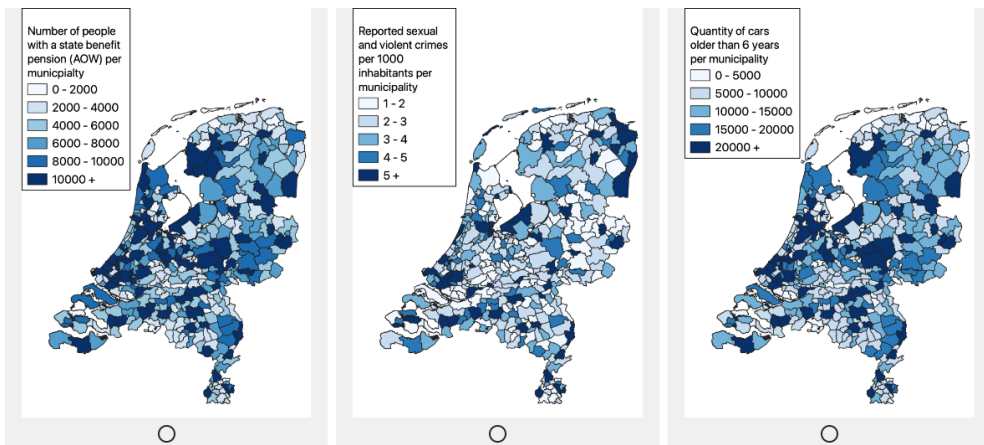 Number of people
with a state benefit
pension (AOW) per
municpialty
0 - 2000
2000 - 4000
4000 - 6000
6000 - 8000
8000 - 10000
10000 +
Reported sexual
and violent crimes
per 1000
inhabitants per
municipality
1 - 2
2 - 3
3 - 4
4 - 5
5 +
Quantity of cars
older than 6 years
per municipality
0 - 5000
5000 - 10000
10000 - 15000
15000 - 20000
20000 +